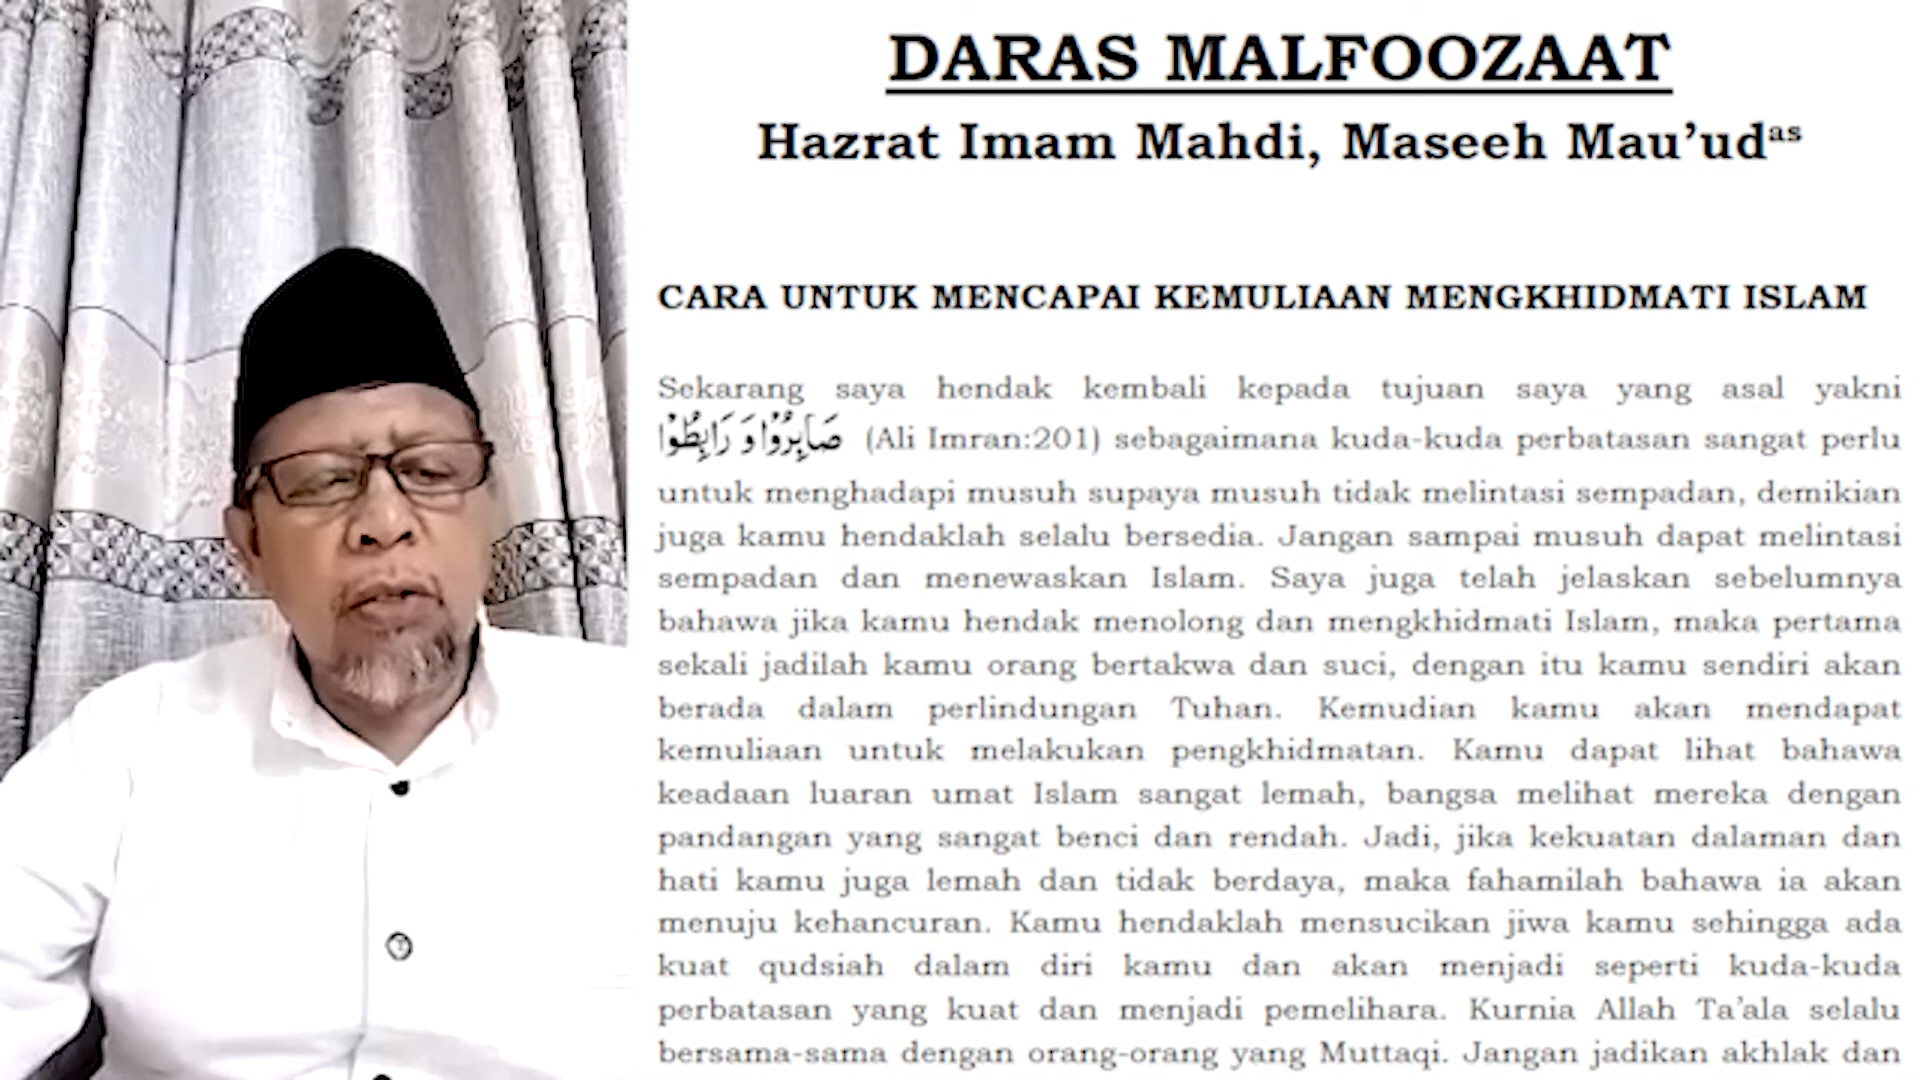 DARAS MALFOOZAAT
Hazrat Imam Mahdi, Maseeh Mau'udas
CARA UNTUK MENCAPAI KEMULIAAN MENGKHIDMATI ISLAM
Sekarang saya hendak kembali kepada tujuan saya yang asal yakni
صَابِرُوْا وَ رَابِطُوْا (Ali Imran:201) sebagaimana kuda-kuda perbatasan sangat perlu
untuk menghadapi musuh supaya musuh tidak melintasi sempadan, demikian
juga kamu hendaklah selalu bersedia. Jangan sampai musuh dapat melintasi
sempadan dan menewaskan Islam. Saya juga telah jelaskan sebelumnya
bahawa jika kamu hendak menolong dan mengkhidmati Islam, maka pertama
sekali jadilah kamu orang bertakwa dan suci, dengan itu kamu sendiri akan
berada dalam perlindungan Tuhan. Kemudian kamu akan mendapat
kemuliaan untuk melakukan pengkhidmatan. Kamu dapat lihat bahawa
keadaan luaran umat Islam sangat lemah, bangsa melihat mereka dengan
pandangan yang sangat benci dan rendah. Jadi, jika kekuatan dalaman dan
hati kamu juga lemah dan tidak berdaya, maka fahamilah bahawa ia akan
menuju kehancuran. Kamu hendaklah mensucikan jiwa kamu sehingga ada
kuat qudsiah dalam diri kamu dan akan menjadi seperti kuda-kuda
perbatasan yang kuat dan menjadi pemelihara. Kurnia Allah Ta'ala selalu
bersama-sama dengan orang-orang yang Muttaqi. Jangan jadikan akhlak dan